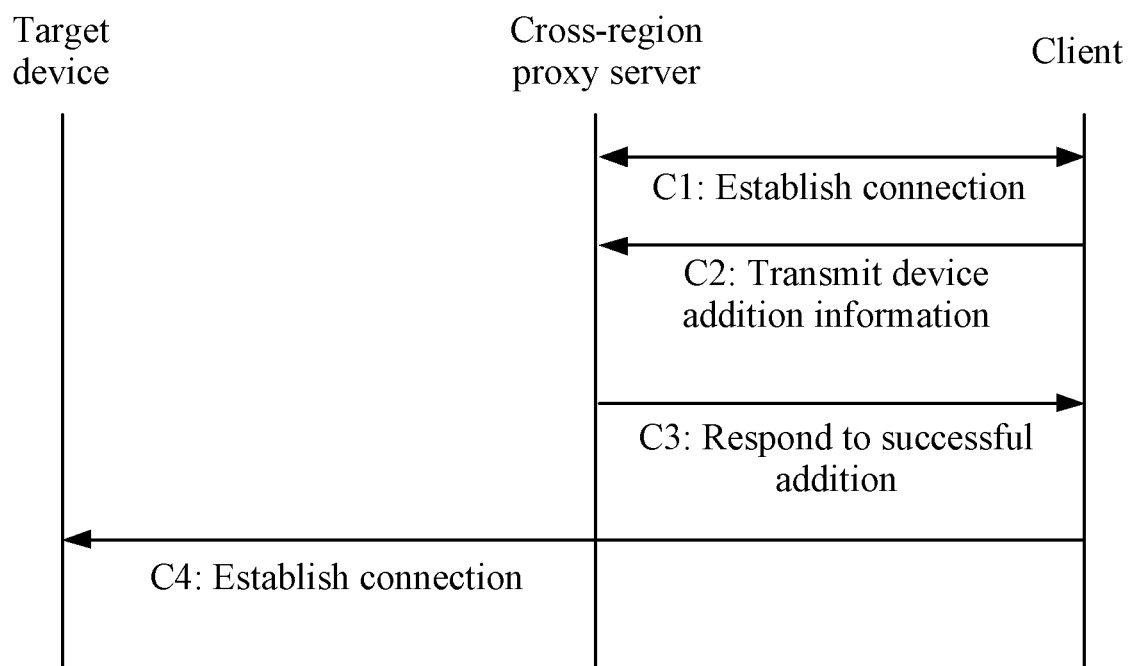 Target
device
Cross-region
proxy server
Client
C1: Establish connection
C2: Transmit device
addition information
C3: Respond to successful
addition
C4: Establish connection